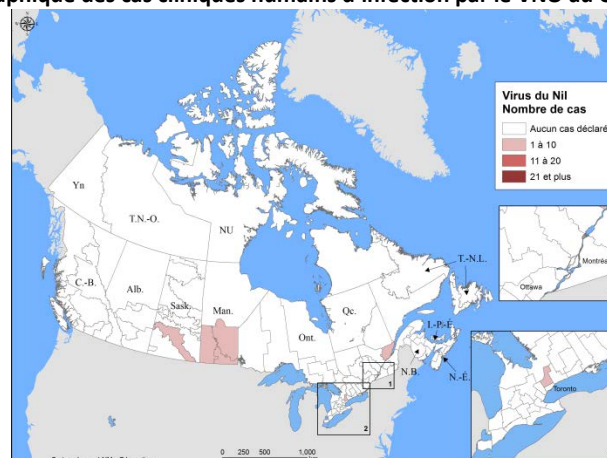 aphique des cas cliniques humains d'infection par le VNO au
Virus du Nil
Nombre de cas
Aucun cas déclaré
1 à 10
11 à 20
21 et plus
Yn
T.N.-O.
NU
C.-B.
Alb.
Sask.
Man.
Ont.
Qc.
T.-N.L.
Î.-P.-É.
N.B.
N.-É.
1
2
Montréa
Ottawa
Toronto
0 250 500 1,000